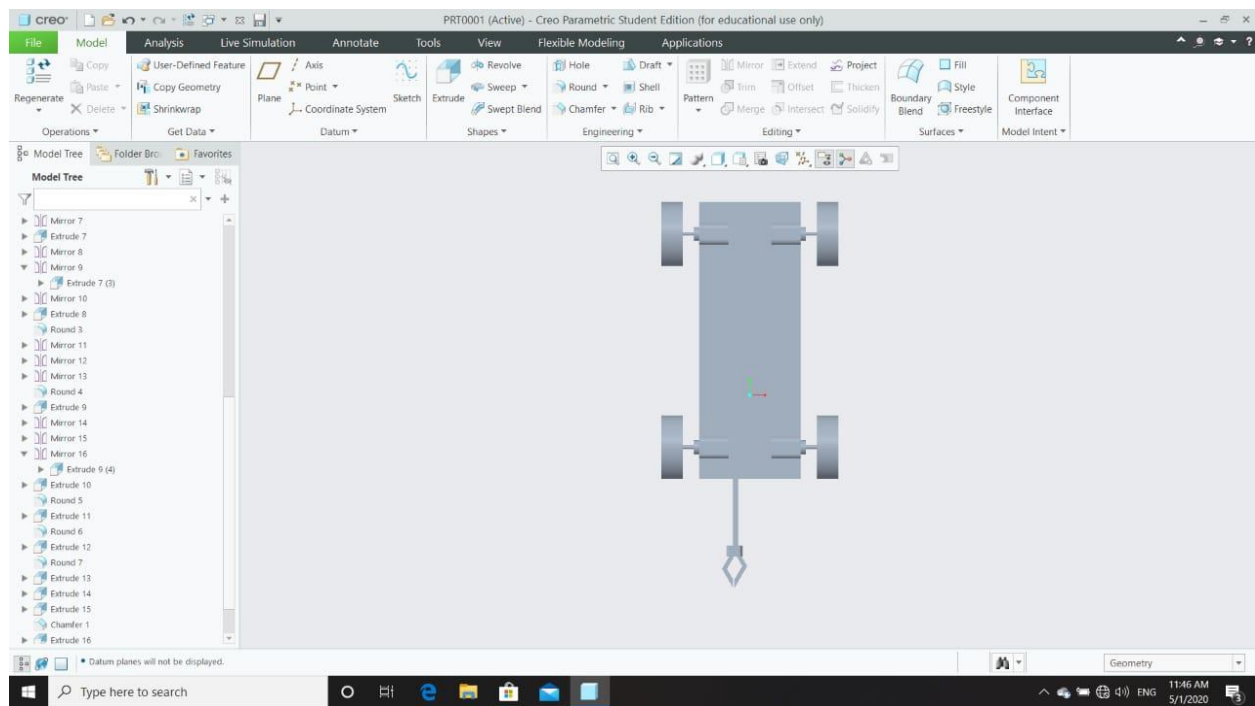 creo®
PRT0001 (Active) - Creo Parametric Student Edition (for educational use only)
File Model Analysis Live Simulation Annotate Tools View Flexible Modeling Applications
Regenerate
Copy
Paste
Delete
Operations
User-Defined Feature
Copy Geometry
Shrinkwrap
Get Data
Plane
Axis
Point
Coordinate System
Sketch
Datum
Extrude
Revolve
Sweep
Swept Blend
Shapes
Hole
Round
Chamfer
Draft
Shell
Rib
Engineering
Pattern
Mirror
Trim
Merge
Extend
Offset
Intersect
Project
Thicken
Solidify
Editing
Boundary
Blend
Fill
Style
Freestyle
Surfaces
Component
Interface
Model Intent
Model Tree Folder Bro Favorites
Model Tree
Mirror 7
Extrude 7
Mirror 8
Mirror 9
Extrude 7 (3)
Mirror 10
Extrude 8
Round 3
Mirror 11
Mirror 12
Mirror 13
Round 4
Extrude 9
Mirror 14
Mirror 15
Mirror 16
Extrude 9 (4)
Extrude 10
Round 5
Extrude 11
Round 6
Extrude 12
Round 7
Extrude 13
Extrude 14
Extrude 15
Chamfer 1
Extrude 16
• Datum planes will not be displayed.
Geometry
Type here to search
ENG
11:46 AM
5/1/2020
3